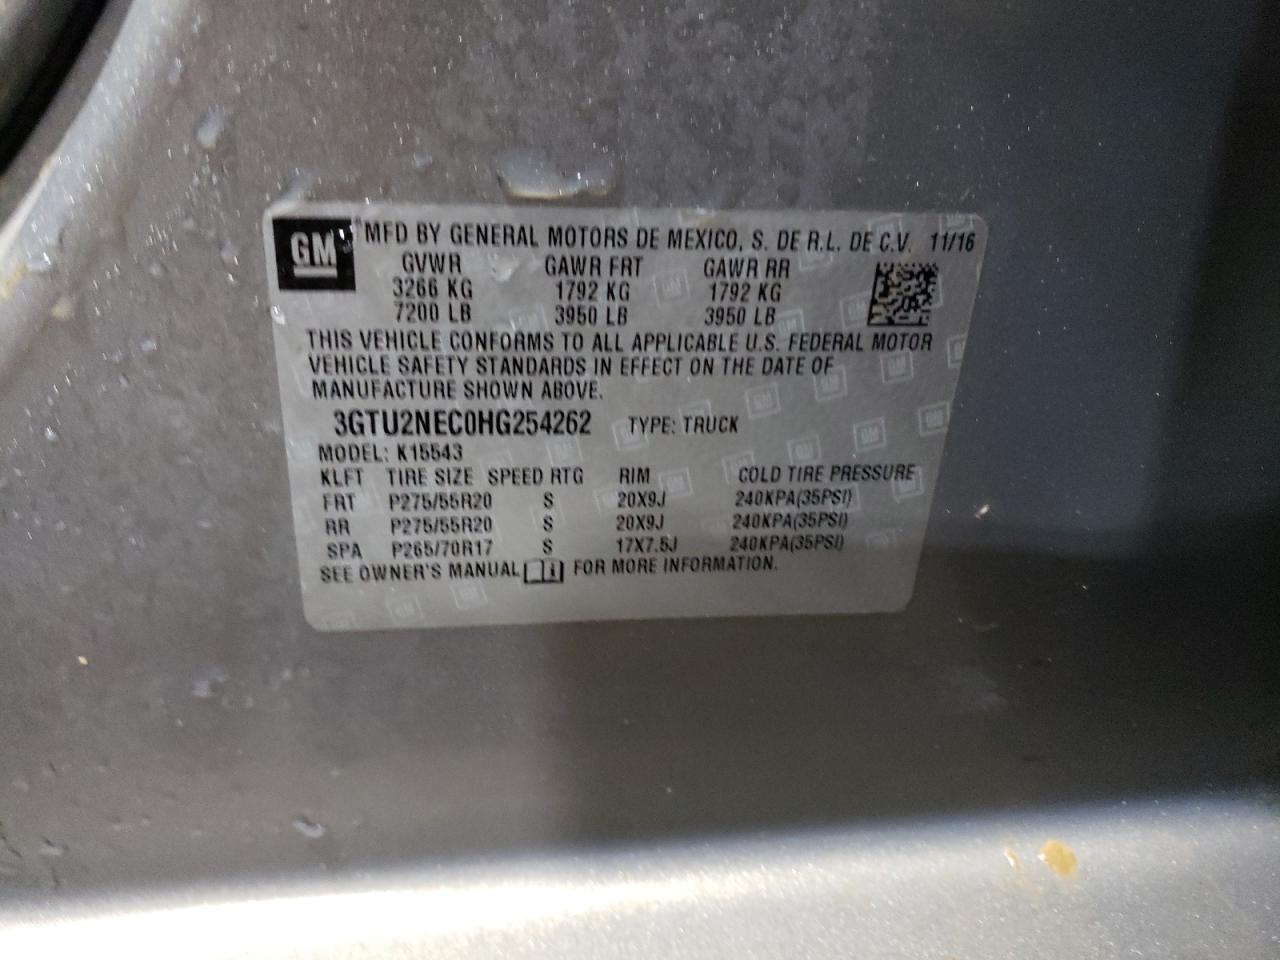 GM
MFD BY GENERAL MOTORS DE MEXICO, S. DE R.L. DE C.V. 11/16
GVWR GAWR FRT GAWR RR
3266 KG 1792 KG 1792 KG
7200 LB 3950 LB 3950 LB
THIS VEHICLE CONFORMS TO ALL APPLICABLE U.S. FEDERAL MOTOR
VEHICLE SAFETY STANDARDS IN EFFECT ON THE DATE OF
MANUFACTURE SHOWN ABOVE.
3GTU2NEC0HG254262 TYPE: TRUCK
MODEL: K15543
KLFT TIRE SIZE SPEED RTG RIM COLD TIRE PRESSURE
FRT P275/55R20 S 20X9J 240KPA(35PSI)
RR P275/55R20 S 20X9J 240KPA(35PSI)
SPA P265/70R17 S 17X7.5J 240KPA(35PSI)
SEE OWNER'S MANUAL FOR MORE INFORMATION.